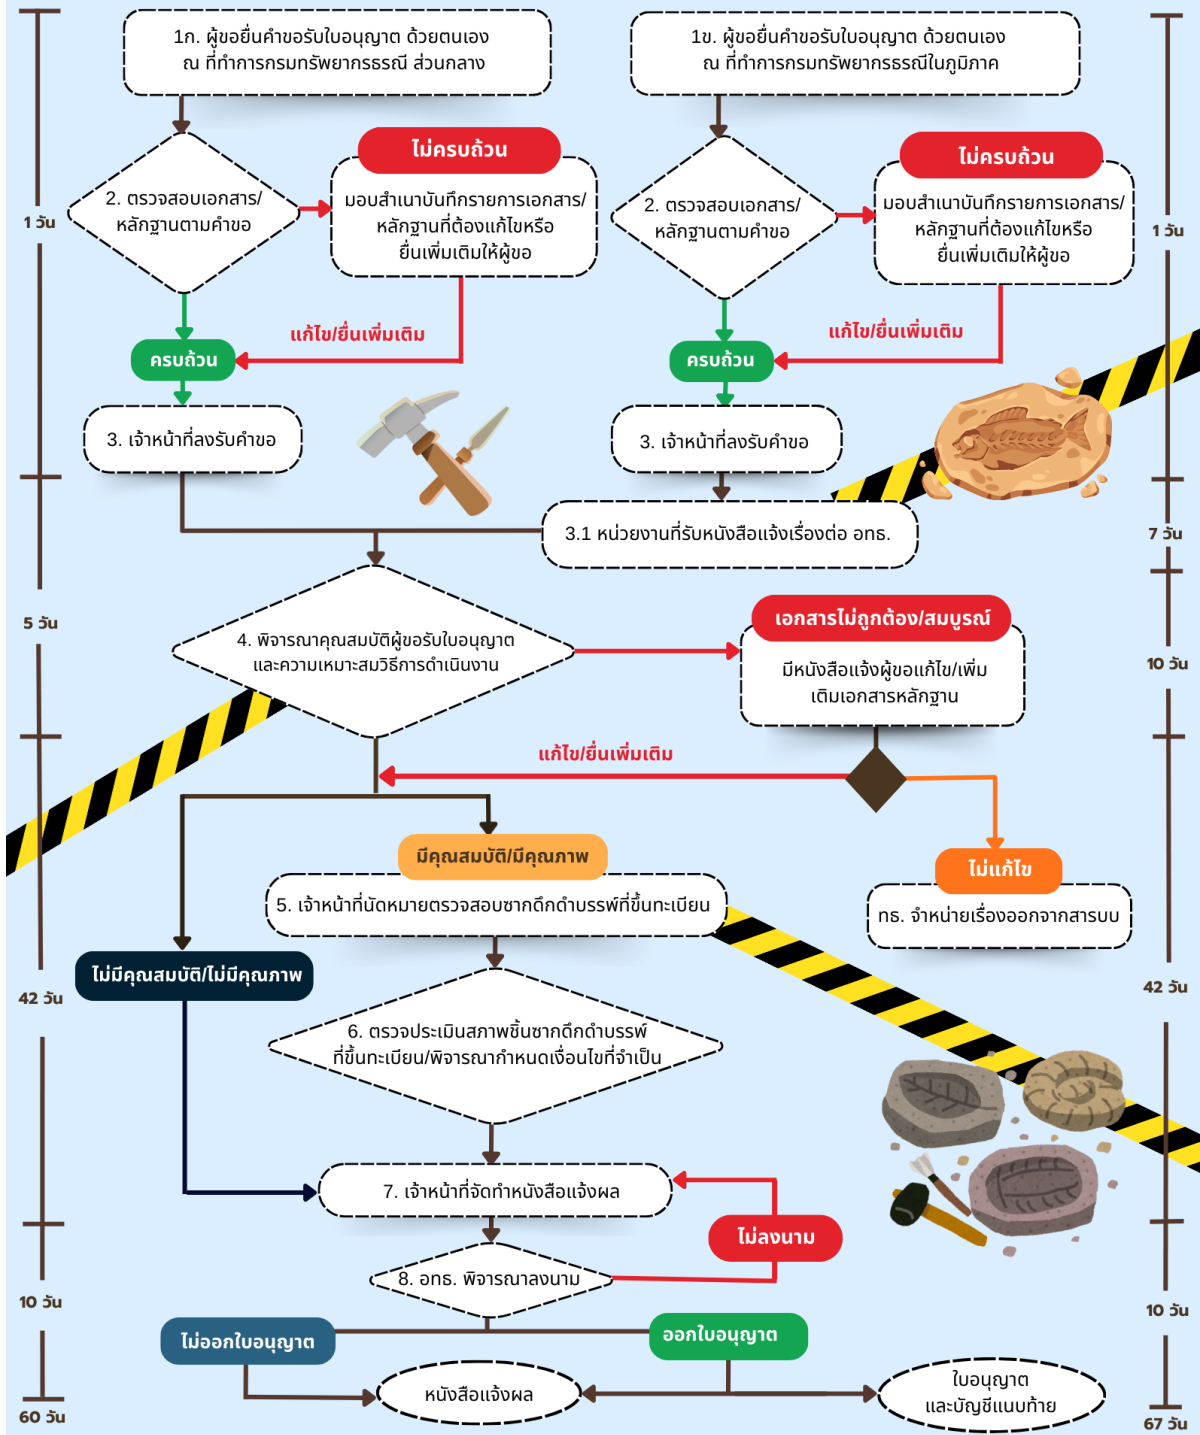 1ก. ผู้ขอยื่นคำขอรับใบอนุญาต ด้วยตนเอง
ณ ที่ทำการกรมทรัพยากรธรณี ส่วนกลาง
1ข. ผู้ขอยื่นคำขอรับใบอนุญาต ด้วยตนเอง
ณ ที่ทำการกรมทรัพยากรธรณีในภูมิภาค
2. ตรวจสอบเอกสาร/
หลักฐานตามคำขอ
ไม่ครบถ้วน
มอบสำเนาบันทึกรายการเอกสาร/
หลักฐานที่ต้องแก้ไขหรือ
ยื่นเพิ่มเติมให้ผู้ขอ
2. ตรวจสอบเอกสาร/
หลักฐานตามคำขอ
ไม่ครบถ้วน
มอบสำเนาบันทึกรายการเอกสาร/
หลักฐานที่ต้องแก้ไขหรือ
ยื่นเพิ่มเติมให้ผู้ขอ
1 วัน
1 วัน
แก้ไข/ยื่นเพิ่มเติม
แก้ไข/ยื่นเพิ่มเติม
ครบถ้วน
ครบถ้วน
3. เจ้าหน้าที่ลงรับคำขอ
3. เจ้าหน้าที่ลงรับคำขอ
3.1 หน่วยงานที่รับหนังสือแจ้งเรื่องต่อ อทธ.
7 วัน
5 วัน
4. พิจารณาคุณสมบัติผู้ขอรับใบอนุญาต
และความเหมาะสมวิธีการดำเนินงาน
เอกสารไม่ถูกต้อง/สมบูรณ์
มีหนังสือแจ้งผู้ขอแก้ไข/เพิ่ม
เติมเอกสารหลักฐาน
10 วัน
แก้ไข/ยื่นเพิ่มเติม
มีคุณสมบัติ/มีคุณภาพ
5. เจ้าหน้าที่นัดหมายตรวจสอบซากดึกดำบรรพ์ที่ขึ้นทะเบียน
ไม่แก้ไข
ทธ. จำหน่ายเรื่องออกจากสารบบ
ไม่มีคุณสมบัติ/ไม่มีคุณภาพ
42 วัน
42 วัน
6. ตรวจประเมินสภาพชิ้นซากดึกดำบรรพ์
ที่ขึ้นทะเบียน/พิจารณากำหนดเงื่อนไขที่จำเป็น
7. เจ้าหน้าที่จัดทำหนังสือแจ้งผล
ไม่ลงนาม
8. อทธ. พิจารณาลงนาม
10 วัน
10 วัน
ไม่ออกใบอนุญาต
ออกใบอนุญาต
หนังสือแจ้งผล
ใบอนุญาต
และบัญชีแนบท้าย
60 วัน
67 วัน